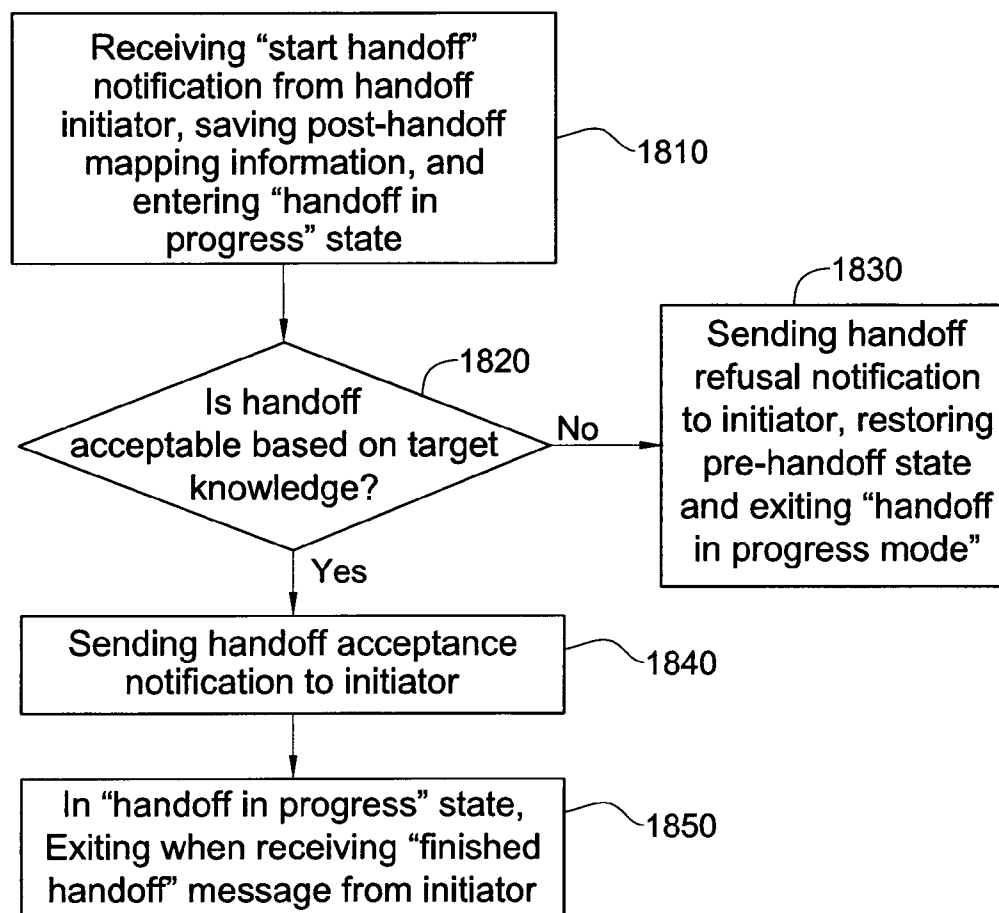 Receiving “start handoff”
notification from handoff
initiator, saving post-handoff
mapping information, and
entering “handoff in
progress” state
1810
1830
Sending handoff
refusal notification
to initiator, restoring
pre-handoff state
and exiting “handoff
in progress mode”
1820
Is handoff
acceptable based on target
knowledge?
No
Yes
Sending handoff acceptance
notification to initiator
1840
In “handoff in progress” state,
Exiting when receiving “finished
handoff” message from initiator
1850